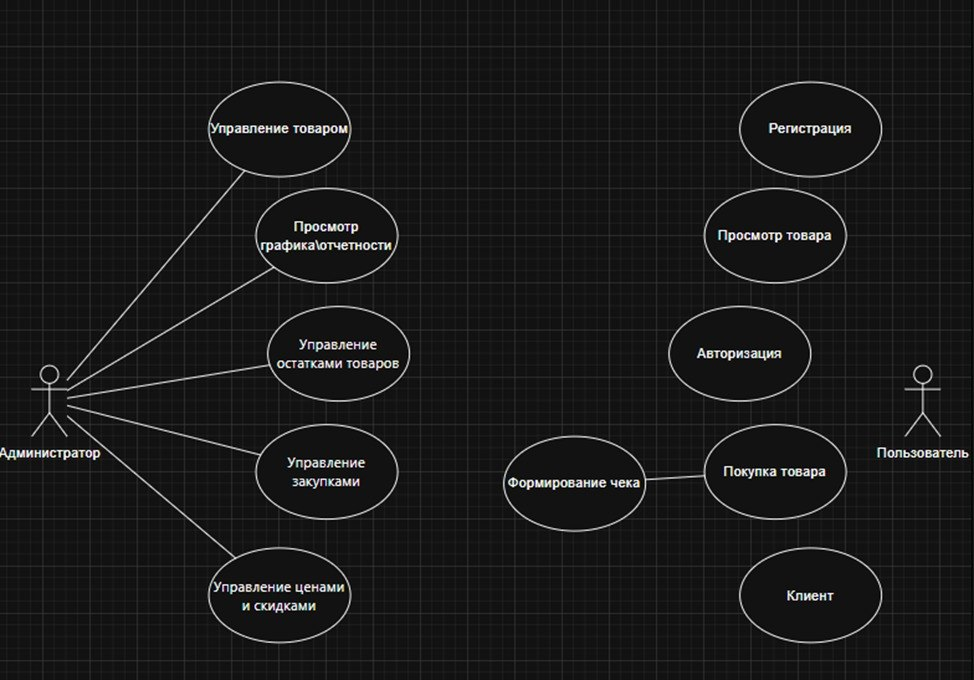 Управление товаром
Просмотр
графика\отчетности
Управление
остатками товаров
Администратор
Управление
закупками
Управление ценами
и скидками
Регистрация
Просмотр товара
Авторизация
Пользователь
Формирование чека
Покупка товара
Клиент